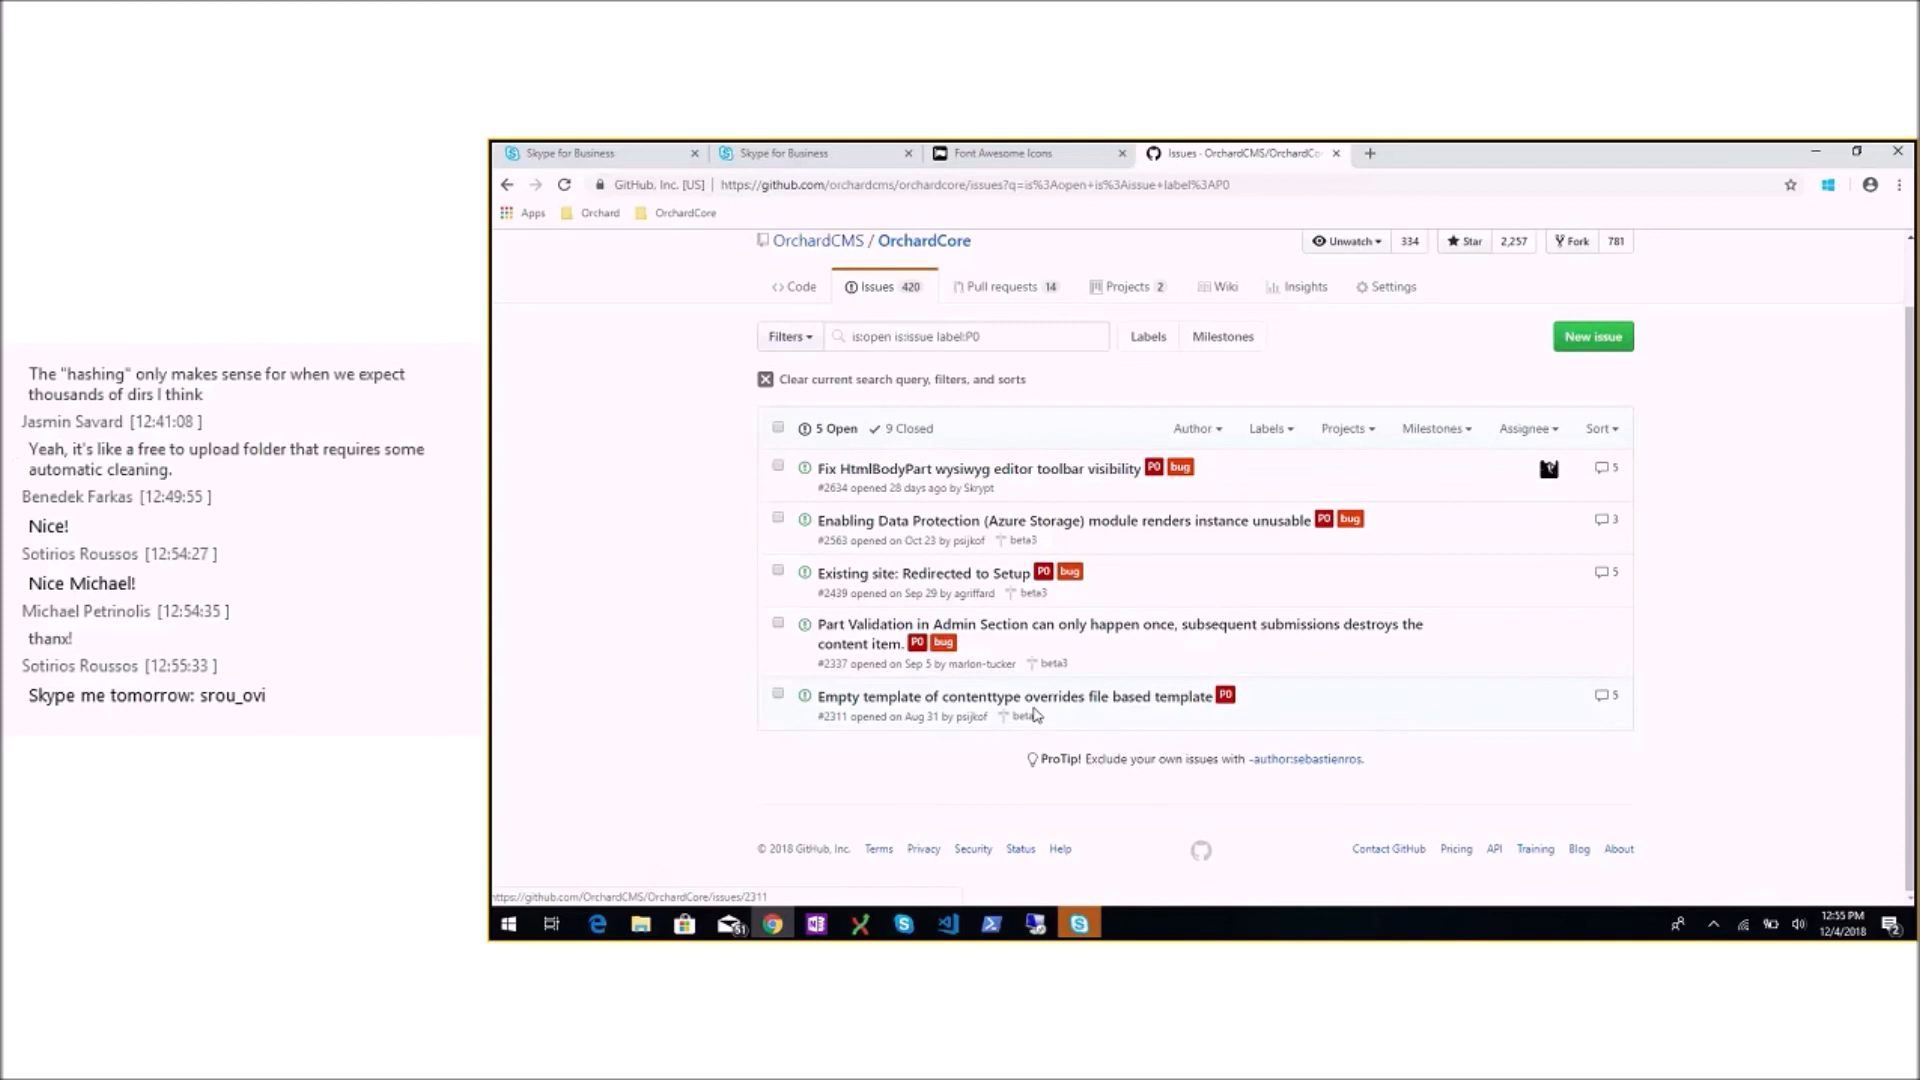 The "hashing" only makes sense for when we expect
thousands of dirs I think
Jasmin Savard [12:41:08 ]
Yeah, it's like a free to upload folder that requires some
automatic cleaning.
Benedek Farkas [12:49:55 ]
Nice!
Sotirios Roussos [12:54:27 ]
Nice Michael!
Michael Petrinolis [12:54:35 ]
thanx!
Sotirios Roussos [12:55:33 ]
Skype me tomorrow: srou_ovi
Skype for Business
Skype for Business
Font Awesome Icons
Issues · OrchardCMS/OrchardCo
GitHub, Inc. [US] https://github.com/orchardcms/orchardcore/issues?q=is%3Aopen+is%3Aissue+label%3AP0
Apps Orchard OrchardCore
OrchardCMS / OrchardCore
Unwatch 334 Star 2,257 Fork 781
Code Issues 420 Pull requests 14 Projects 2 Wiki Insights Settings
Filters is:open is:issue label:P0 Labels Milestones New issue
Clear current search query, filters, and sorts
5 Open 9 Closed Author Labels Projects Milestones Assignee Sort
Fix HtmlBodyPart wysiwyg editor toolbar visibility P0 bug 5
#2634 opened 28 days ago by Skrypt
Enabling Data Protection (Azure Storage) module renders instance unusable P0 bug 3
#2563 opened on Oct 23 by psijkof beta3
Existing site: Redirected to Setup P0 bug 5
#2439 opened on Sep 29 by agriffard beta3
Part Validation in Admin Section can only happen once, subsequent submissions destroys the
content item. P0 bug
#2337 opened on Sep 5 by marlon-tucker beta3
Empty template of contenttype overrides file based template P0 5
#2311 opened on Aug 31 by psijkof
ProTip! Exclude your own issues with -author:sebastienros.
© 2018 GitHub, Inc. Terms Privacy Security Status Help Contact GitHub Pricing API Training Blog About
https://github.com/OrchardCMS/OrchardCore/issues/2311
51
12:55 PM
12/4/2018
2